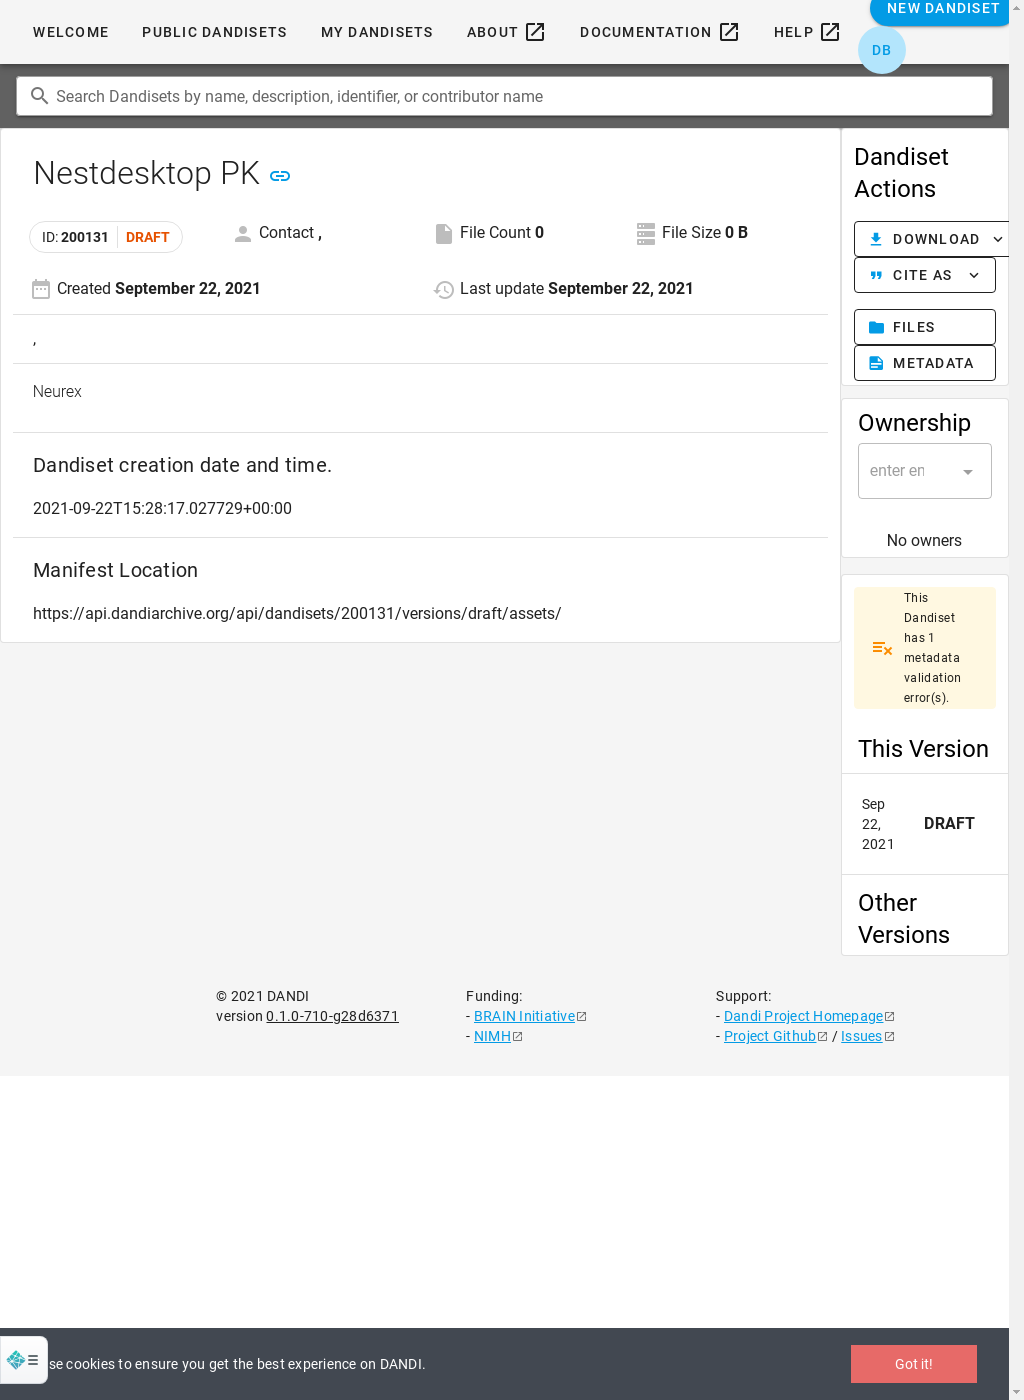 WELCOME PUBLIC DANDISETS MY DANDISETS ABOUT DOCUMENTATION HELP NEW DANDISET
DB
Search Dandisets by name, description, identifier, or contributor name
Nestdesktop PK
ID: 200131 DRAFT Contact , File Count 0 File Size 0 B
Created September 22, 2021 Last update September 22, 2021
,
Neurex
Dandiset creation date and time.
2021-09-22T15:28:17.027729+00:00
Manifest Location
https://api.dandiarchive.org/api/dandisets/200131/versions/draft/assets/
Dandiset
Actions
DOWNLOAD
CITE AS
FILES
METADATA
Ownership
enter en
No owners
This
Dandiset
has 1
metadata
validation
error(s).
This Version
Sep
22,
2021
DRAFT
Other
Versions
© 2021 DANDI
version 0.1.0-710-g28d6371
Funding:
- BRAIN Initiative
- NIMH
Support:
- Dandi Project Homepage
- Project Github / Issues
se cookies to ensure you get the best experience on DANDI.
Got it!